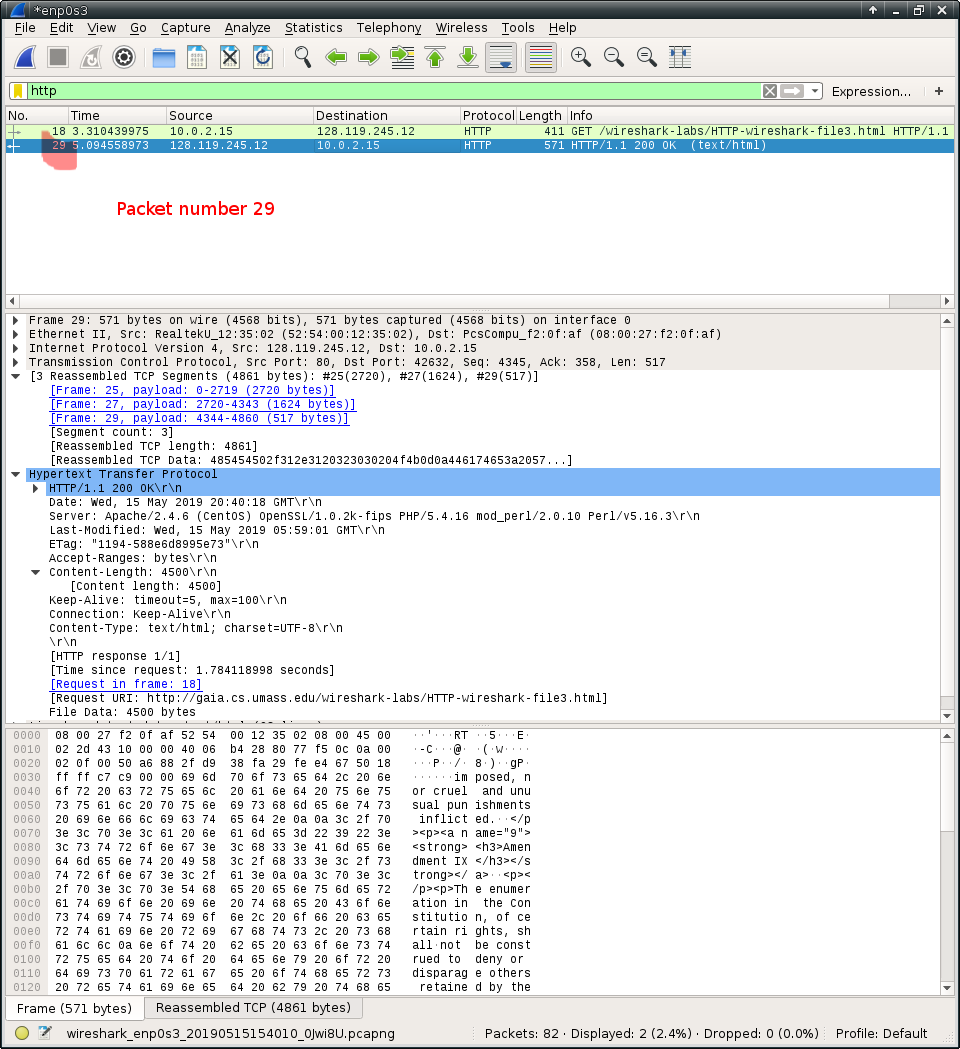 *enp0s3
File Edit View Go Capture Analyze Statistics Telephony Wireless Tools Help
http Expression... +
No. Time Source Destination Protocol Length Info
18 3.310439975 10.0.2.15 128.119.245.12 HTTP 411 GET /wireshark-labs/HTTP-wireshark-file3.html HTTP/1.1
29 5.094558973 128.119.245.12 10.0.2.15 HTTP 571 HTTP/1.1 200 OK (text/html)
Packet number 29
Frame 29: 571 bytes on wire (4568 bits), 571 bytes captured (4568 bits) on interface 0
Ethernet II, Src: RealtekU_12:35:02 (52:54:00:12:35:02), Dst: PcsCompu_f2:0f:af (08:00:27:f2:0f:af)
Internet Protocol Version 4, Src: 128.119.245.12, Dst: 10.0.2.15
Transmission Control Protocol, Src Port: 80, Dst Port: 42632, Seq: 4345, Ack: 358, Len: 517
[3 Reassembled TCP Segments (4861 bytes): #25(2720), #27(1624), #29(517)]
[Frame: 25, payload: 0-2719 (2720 bytes)]
[Frame: 27, payload: 2720-4343 (1624 bytes)]
[Frame: 29, payload: 4344-4860 (517 bytes)]
[Segment count: 3]
[Reassembled TCP length: 4861]
[Reassembled TCP Data: 485454502f312e3120323030204f4b0d0a446174653a2057...]
Hypertext Transfer Protocol
HTTP/1.1 200 OK\r\n
Date: Wed, 15 May 2019 20:40:18 GMT\r\n
Server: Apache/2.4.6 (CentOS) OpenSSL/1.0.2k-fips PHP/5.4.16 mod_perl/2.0.10 Perl/v5.16.3\r\n
Last-Modified: Wed, 15 May 2019 05:59:01 GMT\r\n
ETag: "1194-588e6d8995e73"\r\n
Accept-Ranges: bytes\r\n
Content-Length: 4500\r\n
[Content length: 4500]
Keep-Alive: timeout=5, max=100\r\n
Connection: Keep-Alive\r\n
Content-Type: text/html; charset=UTF-8\r\n
\r\n
[HTTP response 1/1]
[Time since request: 1.784118998 seconds]
[Request in frame: 18]
[Request URI: http://gaia.cs.umass.edu/wireshark-labs/HTTP-wireshark-file3.html]
File Data: 4500 bytes
0000 08 00 27 f2 0f af 52 54 00 12 35 02 08 00 45 00 ··'···RT ··5···E·
0010 02 2d 43 10 00 00 40 06 b4 28 80 77 f5 0c 0a 00 ·-C···@· ·(·w····
0020 02 0f 00 50 a6 88 2f d9 38 fa 29 fe e4 67 50 18 ···P··/· 8·)··gP·
0030 ff ff c7 c9 00 00 69 6d 70 6f 73 65 64 2c 20 6e ······im posed, n
0040 6f 72 20 63 72 75 65 6c 20 61 6e 64 20 75 6e 75 or cruel and unu
0050 73 75 61 6c 20 70 75 6e 69 73 68 6d 65 6e 74 73 sual pun ishments
0060 20 69 6e 66 6c 69 63 74 65 64 2e 0a 0a 3c 2f 70 inflict ed.··</p
0070 3e 3c 70 3e 3c 61 20 6e 61 6d 65 3d 22 39 22 3e ><p><a n ame="9">
0080 3c 73 74 72 6f 6e 67 3e 3c 68 33 3e 41 6d 65 6e <strong> <h3>Amen
0090 64 6d 65 6e 74 20 49 58 3c 2f 68 33 3e 3c 2f 73 dment IX </h3></s
00a0 74 72 6f 6e 67 3e 3c 2f 61 3e 0a 0a 3c 70 3e 3c trong></ a>··<p><
00b0 2f 70 3e 3c 70 3e 54 68 65 20 65 6e 75 6d 65 72 /p><p>Th e enumer
00c0 61 74 69 6f 6e 20 69 6e 20 74 68 65 20 43 6f 6e ation in the Con
00d0 73 74 69 74 75 74 69 6f 6e 2c 20 6f 66 20 63 65 stitutio n, of ce
00e0 72 74 61 69 6e 20 72 69 67 68 74 73 2c 20 73 68 rtain ri ghts, sh
00f0 61 6c 6c 0a 6e 6f 74 20 62 65 20 63 6f 6e 73 74 all·not be const
0100 72 75 65 64 20 74 6f 20 64 65 6e 79 20 6f 72 20 rued to deny or
0110 64 69 73 70 61 72 61 67 65 20 6f 74 68 65 72 73 disparag e others
0120 20 72 65 74 61 69 6e 65 64 20 62 79 20 74 68 65 retaine d by the
Frame (571 bytes) Reassembled TCP (4861 bytes)
wireshark_enp0s3_20190515154010_0Jwi8U.pcapng Packets: 82 · Displayed: 2 (2.4%) · Dropped: 0 (0.0%) Profile: Default